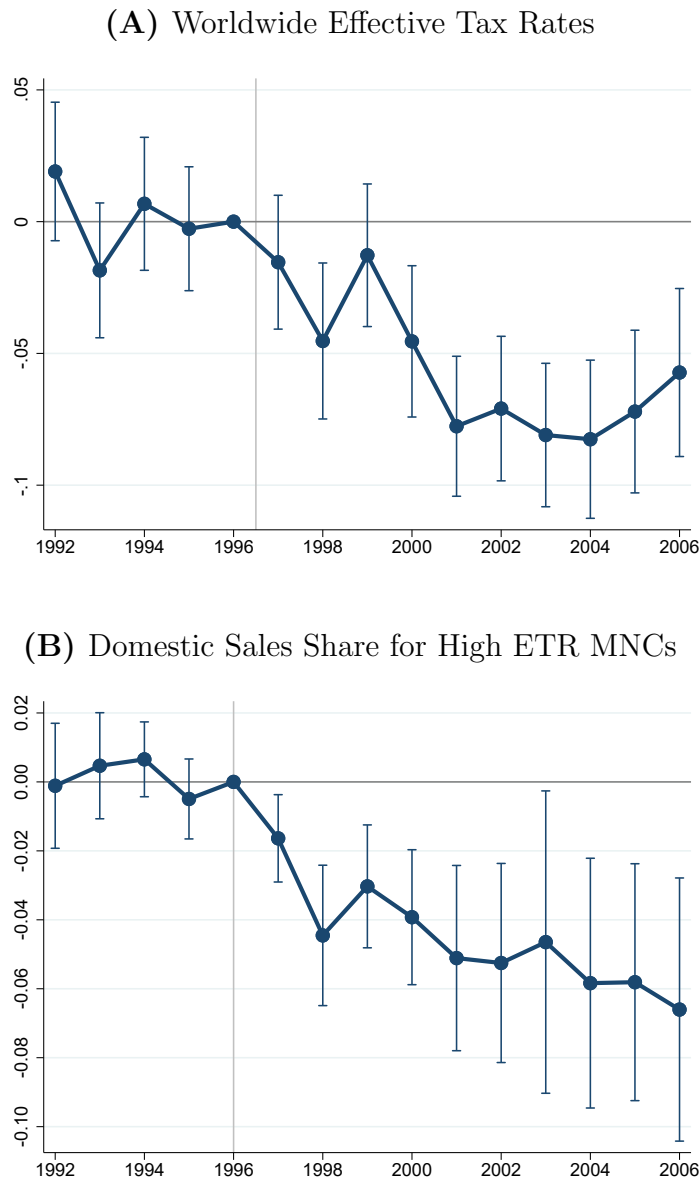 (A) Worldwide Effective Tax Rates
.05
0
-.05
-.1
1992 1994 1996 1998 2000 2002 2004 2006
(B) Domestic Sales Share for High ETR MNCs
0.02
0.00
-0.02
-0.04
-0.06
-0.08
-0.10
1992 1994 1996 1998 2000 2002 2004 2006